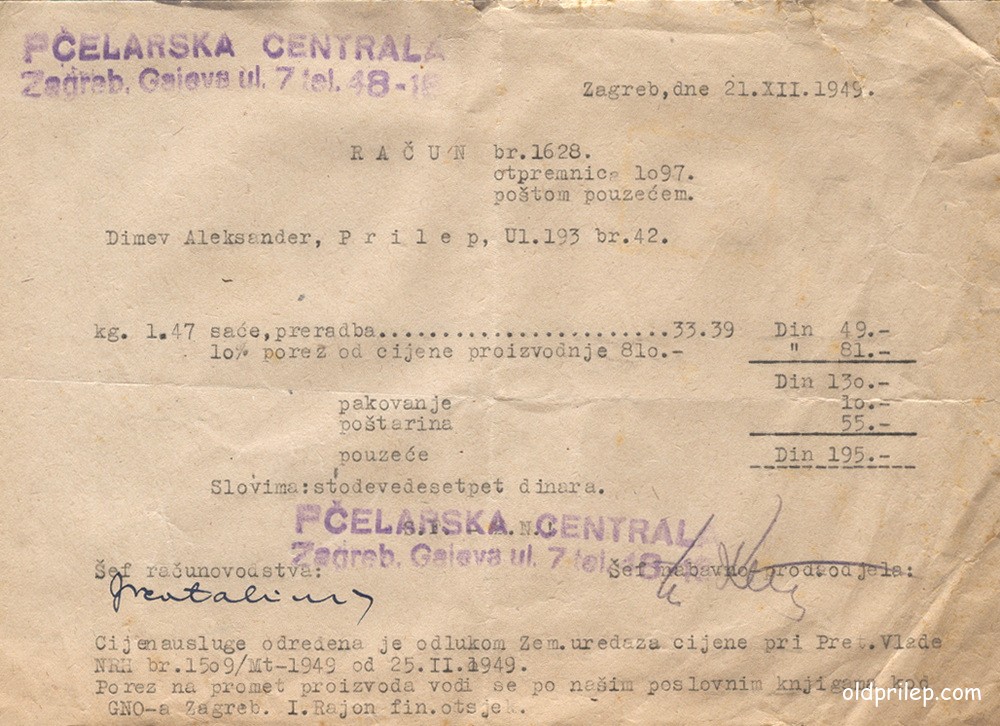 PČELARSKA CENTRALA
Zagreb, Gajeva ul. 7 tel. 48-
Zagreb,dne 21.XII.1949.
R A Č U N br.1628.
otpremnica 1o97.
poštom pouzećem.
Dimev Aleksander, P r i l e p, Ul.193 br.42.
kg. 1.47 saće,preradba........................33.39 Din 49.-
1o% porez od cijene proizvodnje 81o.- " 81.-
Din 13o.-
pakovanje 1o.-
poštarina 55.-
pouzeće Din 195.-
Slovima:stodevedesetpet dinara.
S.F. - S.N.!
PČELARSKA CENTRALA
Zagreb, Gajeva ul. 7 tel. 48-
Šef računovodstva: Šef nabavno-prod.odjela:
Cijenausluge određena je odlukom Zem.uredaza cijene pri Pret.Vlade
NRH br.15o9/Mt-1949 od 25.II.1949.
Porez na promet proizvoda vodi se po našim poslovnim knjigama kod
GNO-a Zagreb. I.Rajon fin.otsjek.
oldprilep.com